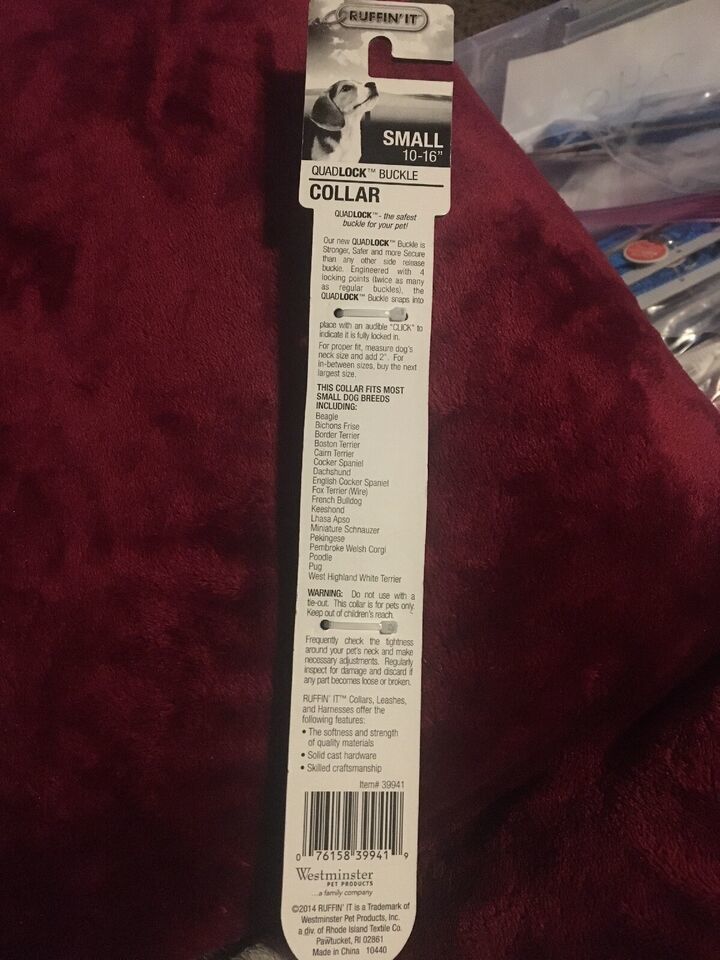 RUFFIN' IT™
SMALL
10-16"
QUADLOCK™ BUCKLE
COLLAR
QUADLOCK™ - the safest
buckle for your pet!
Our new QUADLOCK™ Buckle is
Stronger, Safer and more Secure
than any other side release
buckle. Engineered with 4
locking points (twice as many
as regular buckles), the
QUADLOCK™ Buckle snaps into
place with an audible "CLICK" to
indicate it is fully locked in.
For proper fit, measure dog's
neck size and add 2". For
in-between sizes, buy the next
largest size.
THIS COLLAR FITS MOST
SMALL DOG BREEDS
INCLUDING:
Beagle
Bichons Frise
Border Terrier
Boston Terrier
Cairn Terrier
Cocker Spaniel
Dachshund
English Cocker Spaniel
Fox Terrier (Wire)
French Bulldog
Keeshond
Lhasa Apso
Miniature Schnauzer
Pekingese
Pembroke Welsh Corgi
Poodle
Pug
West Highland White Terrier
WARNING: Do not use with a
tie-out. This collar is for pets only.
Keep out of children's reach.
Frequently check the tightness
around your pet's neck and make
necessary adjustments. Regularly
inspect for damage and discard if
any part becomes loose or broken.
RUFFIN' IT™ Collars, Leashes,
and Harnesses offer the
following features:
• The softness and strength
of quality materials
• Solid cast hardware
• Skilled craftsmanship
Item# 39941
0 76158 39941 9
Westminster
PET PRODUCTS
...a family company
©2014 RUFFIN' IT is a Trademark of
Westminster Pet Products, Inc.
a div. of Rhode Island Textile Co.
Pawtucket, RI 02861
Made in China 10440